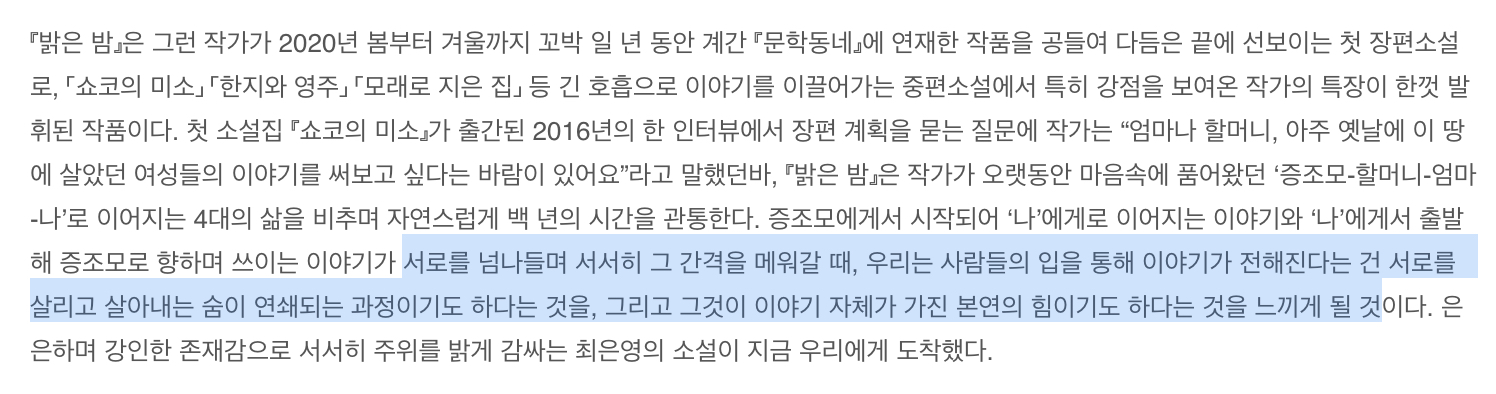 『밝은 밤』은 그런 작가가 2020년 봄부터 겨울까지 꼬박 일 년 동안 계간 『문학동네』에 연재한 작품을 공들여 다듬은 끝에 선보이는 첫 장편소설
로, 「쇼코의 미소」 「한지와 영주」 「모래로 지은 집」 등 긴 호흡으로 이야기를 이끌어가는 중편소설에서 특히 강점을 보여온 작가의 특장이 한껏 발
휘된 작품이다. 첫 소설집 『쇼코의 미소』가 출간된 2016년의 한 인터뷰에서 장편 계획을 묻는 질문에 작가는 “엄마나 할머니, 아주 옛날에 이 땅
에 살았던 여성들의 이야기를 써보고 싶다는 바람이 있어요”라고 말했던바, 『밝은 밤』은 작가가 오랫동안 마음속에 품어왔던 ‘증조모-할머니-엄마
-나’로 이어지는 4대의 삶을 비추며 자연스럽게 백 년의 시간을 관통한다. 증조모에게서 시작되어 ‘나’에게로 이어지는 이야기와 ‘나’에게서 출발
해 증조모로 향하며 쓰이는 이야기가 서로를 넘나들며 서서히 그 간격을 메워갈 때, 우리는 사람들의 입을 통해 이야기가 전해진다는 건 서로를
살리고 살아내는 숨이 연쇄되는 과정이기도 하다는 것을, 그리고 그것이 이야기 자체가 가진 본연의 힘이기도 하다는 것을 느끼게 될 것이다. 은
은하며 강인한 존재감으로 서서히 주위를 밝게 감싸는 최은영의 소설이 지금 우리에게 도착했다.